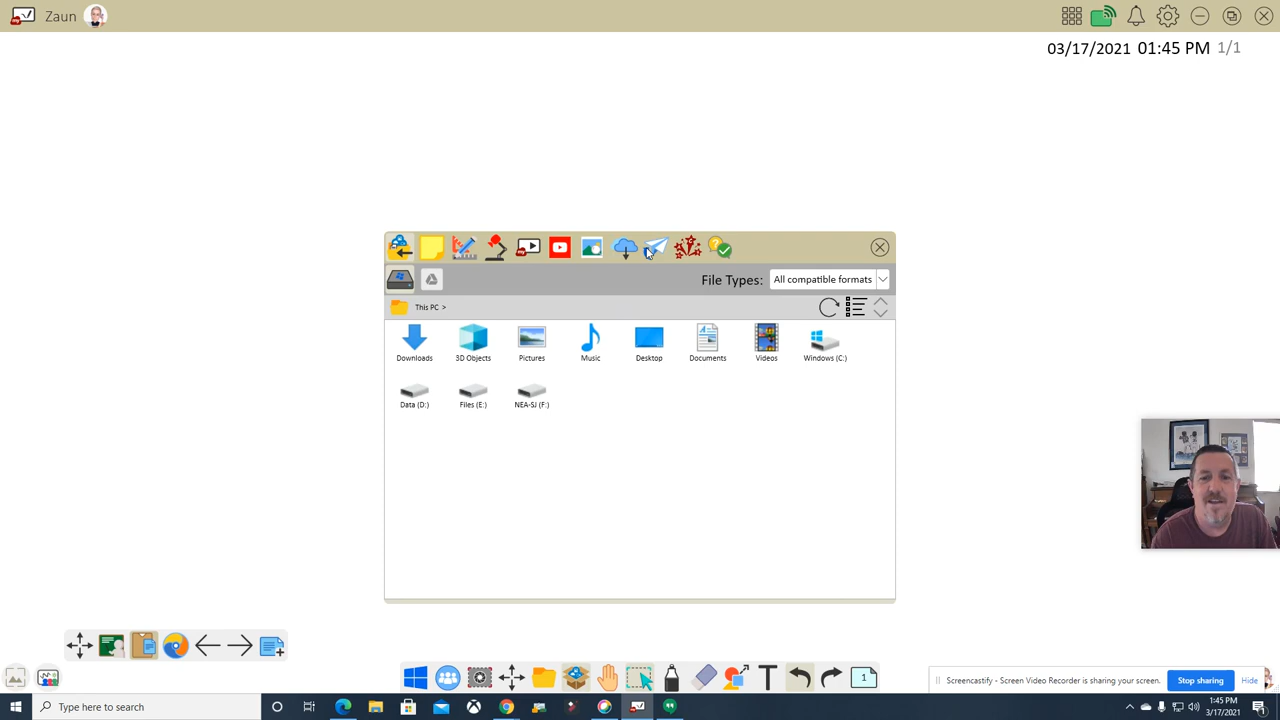 Zaun
03/17/2021 01:45 PM 1/1
File Types: All compatible formats
This PC >
Downloads
3D Objects
Pictures
Music
Desktop
Documents
Videos
Windows (C:)
Data (D:)
Files (E:)
NEA-SJ (F:)
1
Screencastify - Screen Video Recorder is sharing your screen. Stop sharing Hide
Type here to search
1:45 PM
3/17/2021